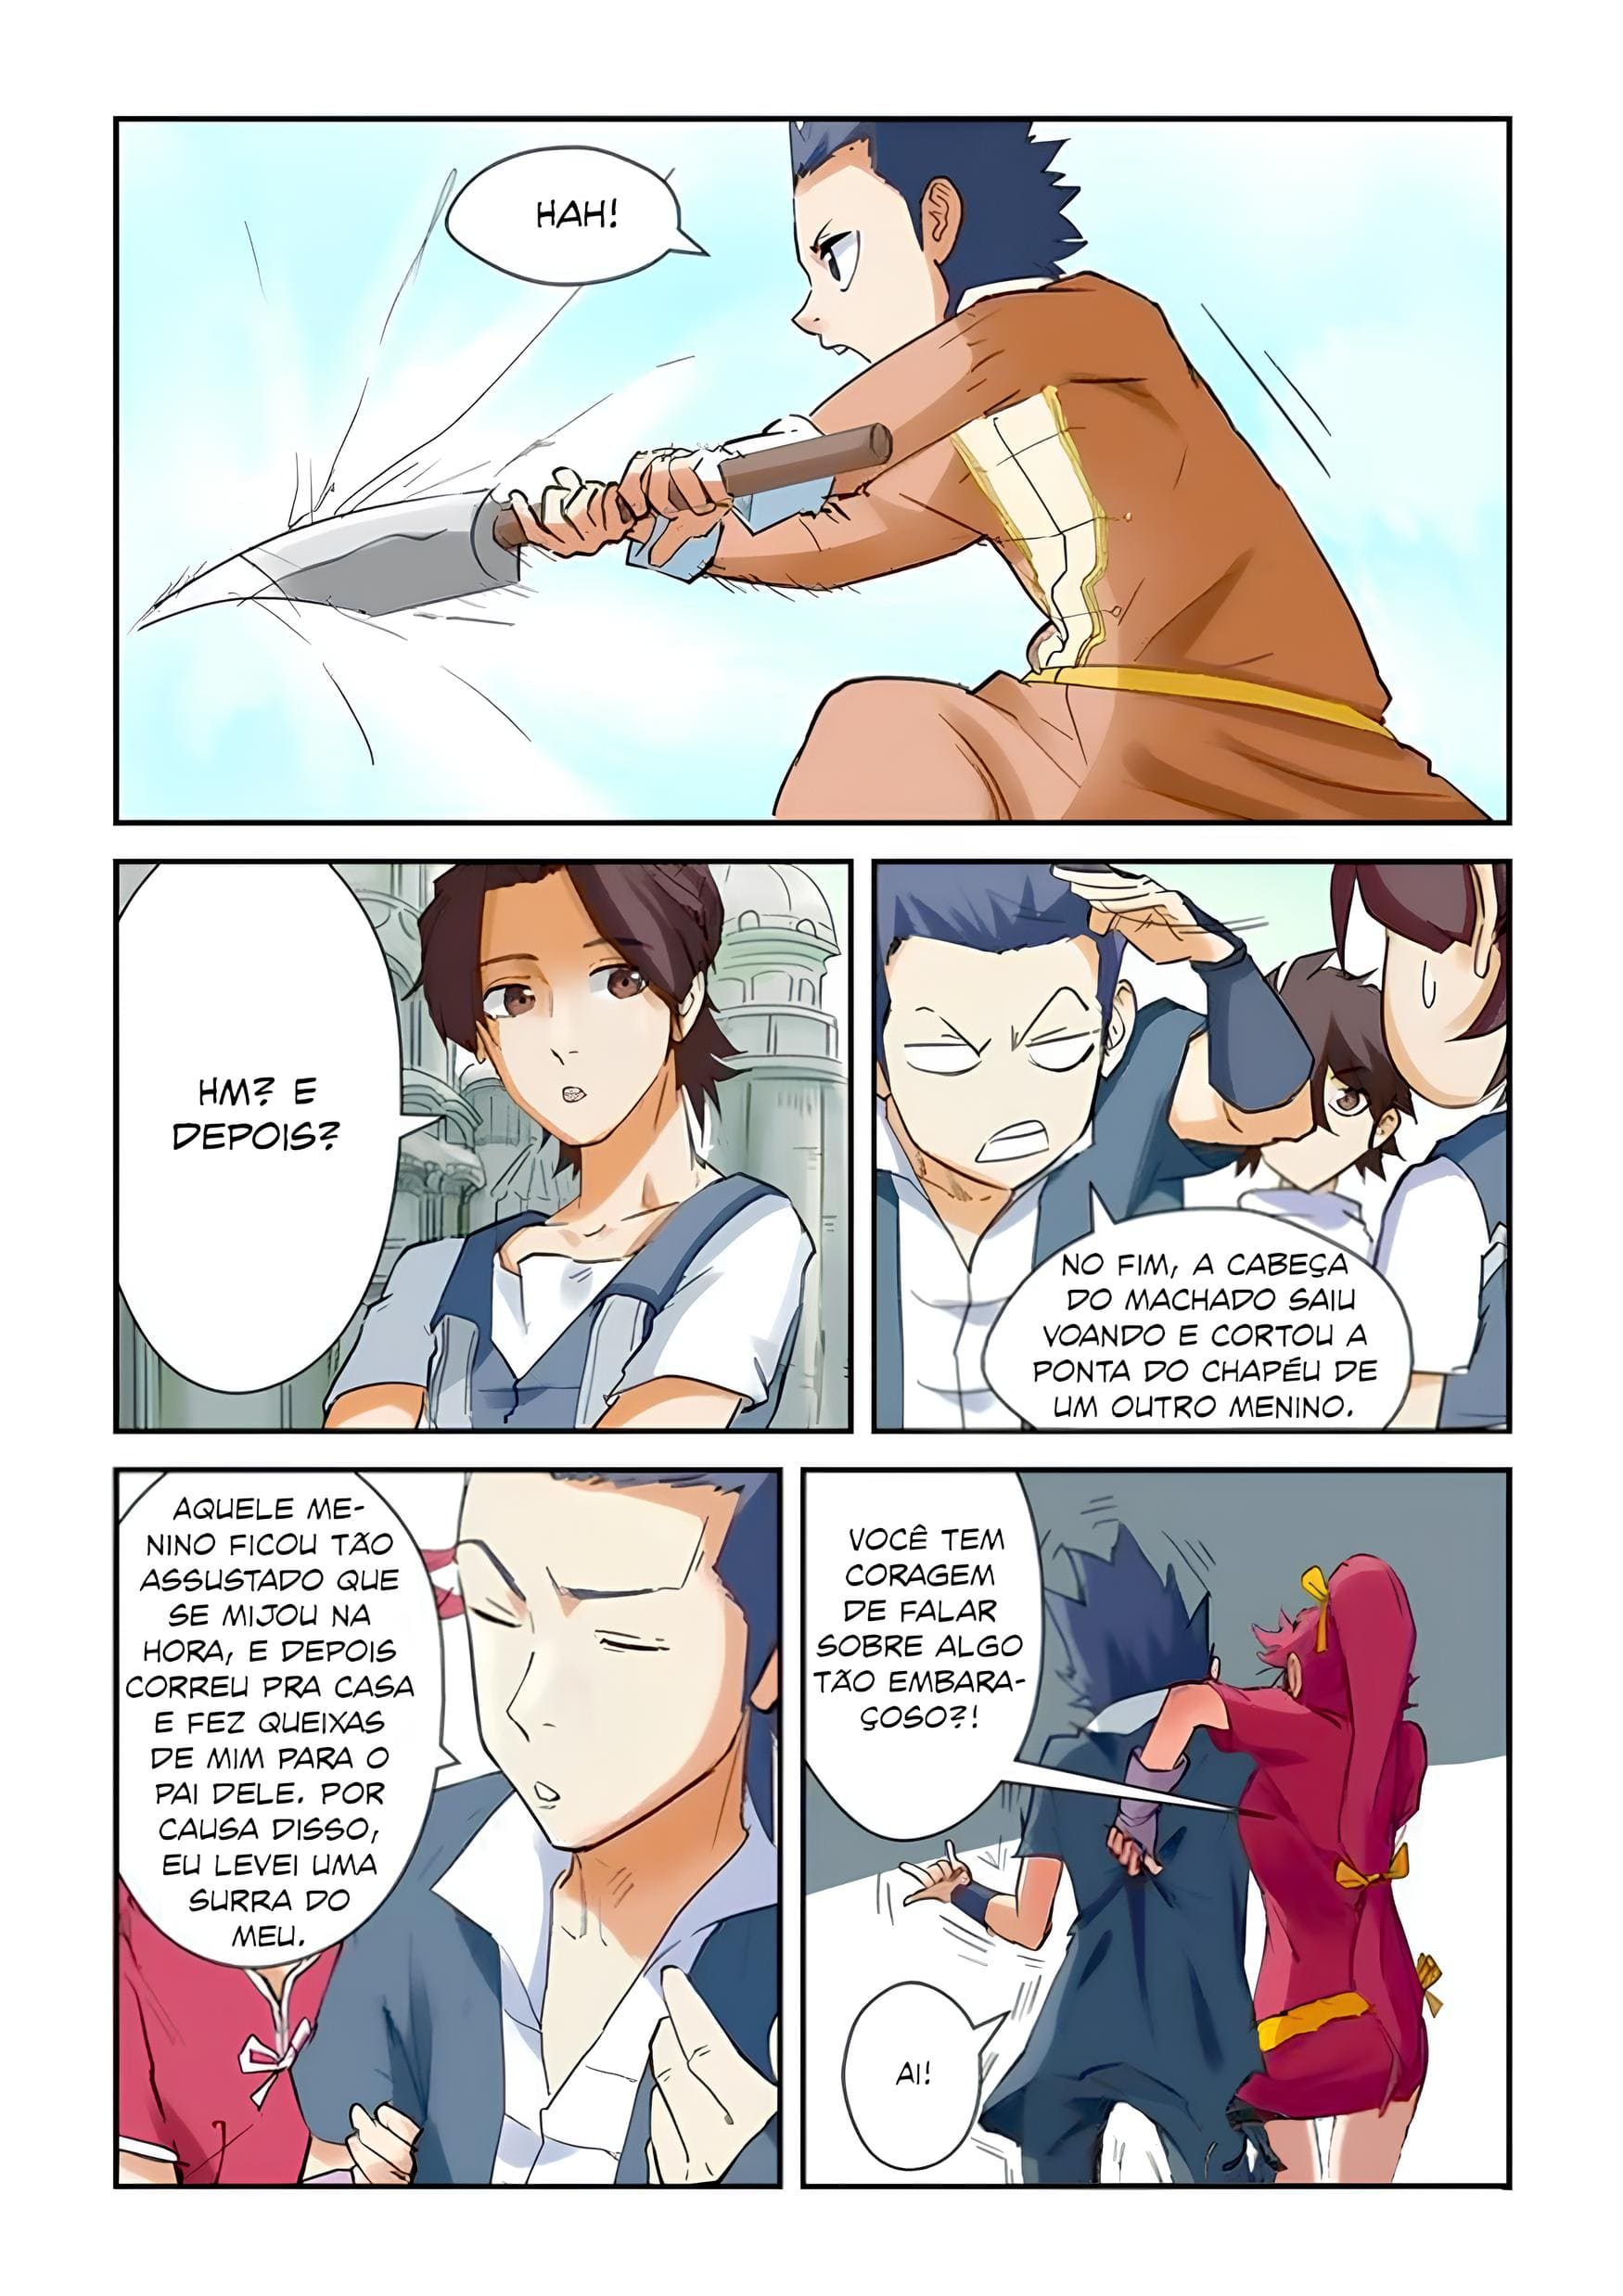 HAH!
HM? E
DEPOIS?
NO FIM, A CABEÇA
DO MACHADO SAIU
VOANDO E CORTOU A
PONTA DO CHAPÉU DE
UM OUTRO MENINO.
AQUELE ME-
NINO FICOU TÃO
ASSUSTADO QUE
SE MIJOU NA
HORA, E DEPOIS
CORREU PRA CASA
E FEZ QUEIXAS
DE MIM PARA O
PAI DELE. POR
CAUSA DISSO,
EU LEVEI UMA
SURRA DO
MEU.
VOCÊ TEM
CORAGEM
DE FALAR
SOBRE ALGO
TÃO EMBARA-
ÇOSO?!
AI!